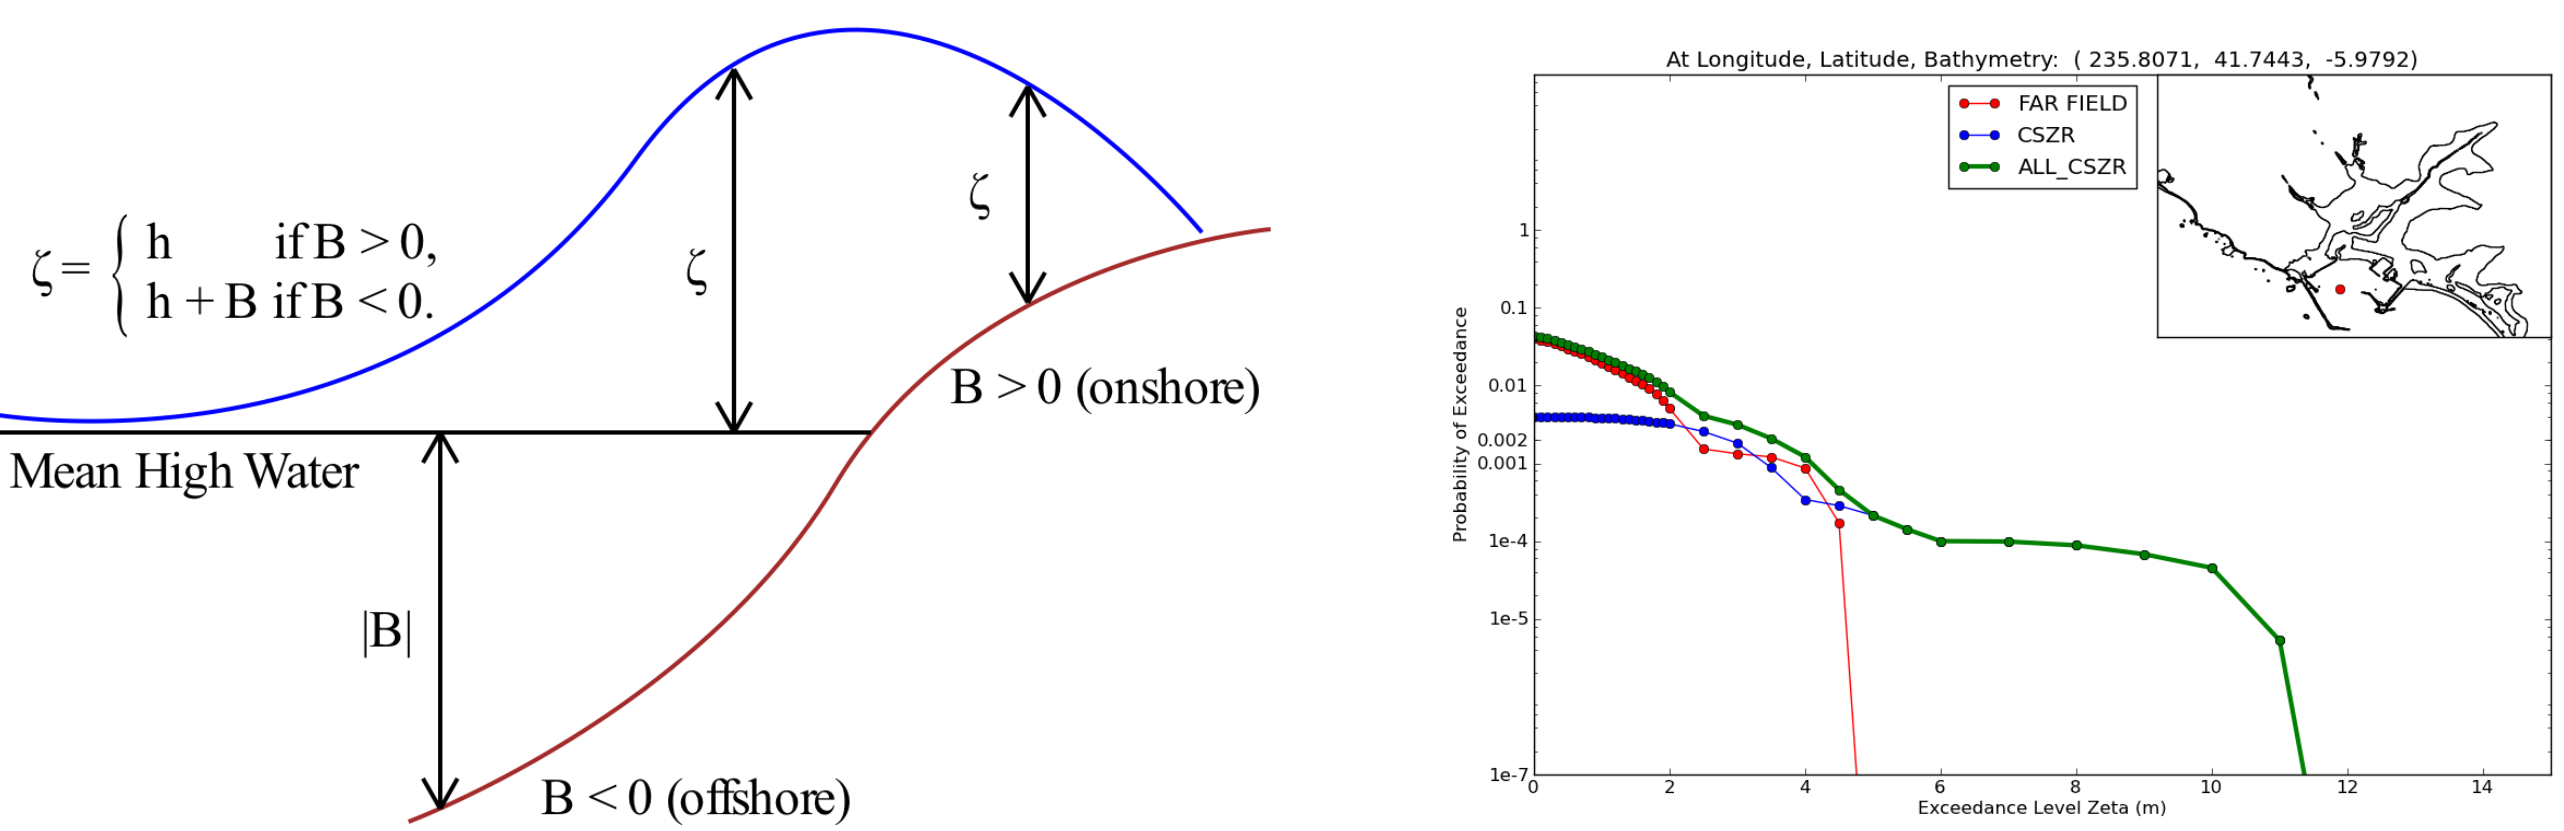 ζ = { h if B > 0,
h + B if B < 0.
ζ
ζ
B > 0 (onshore)
Mean High Water
|B|
B < 0 (offshore)
At Longitude, Latitude, Bathymetry: ( 235.8071, 41.7443, -5.9792)
FAR FIELD
CSZR
ALL_CSZR
Probability of Exceedance
1
0.1
0.01
0.002
0.001
1e-4
1e-5
1e-7
0 2 4 6 8 10 12 14
Exceedance Level Zeta (m)